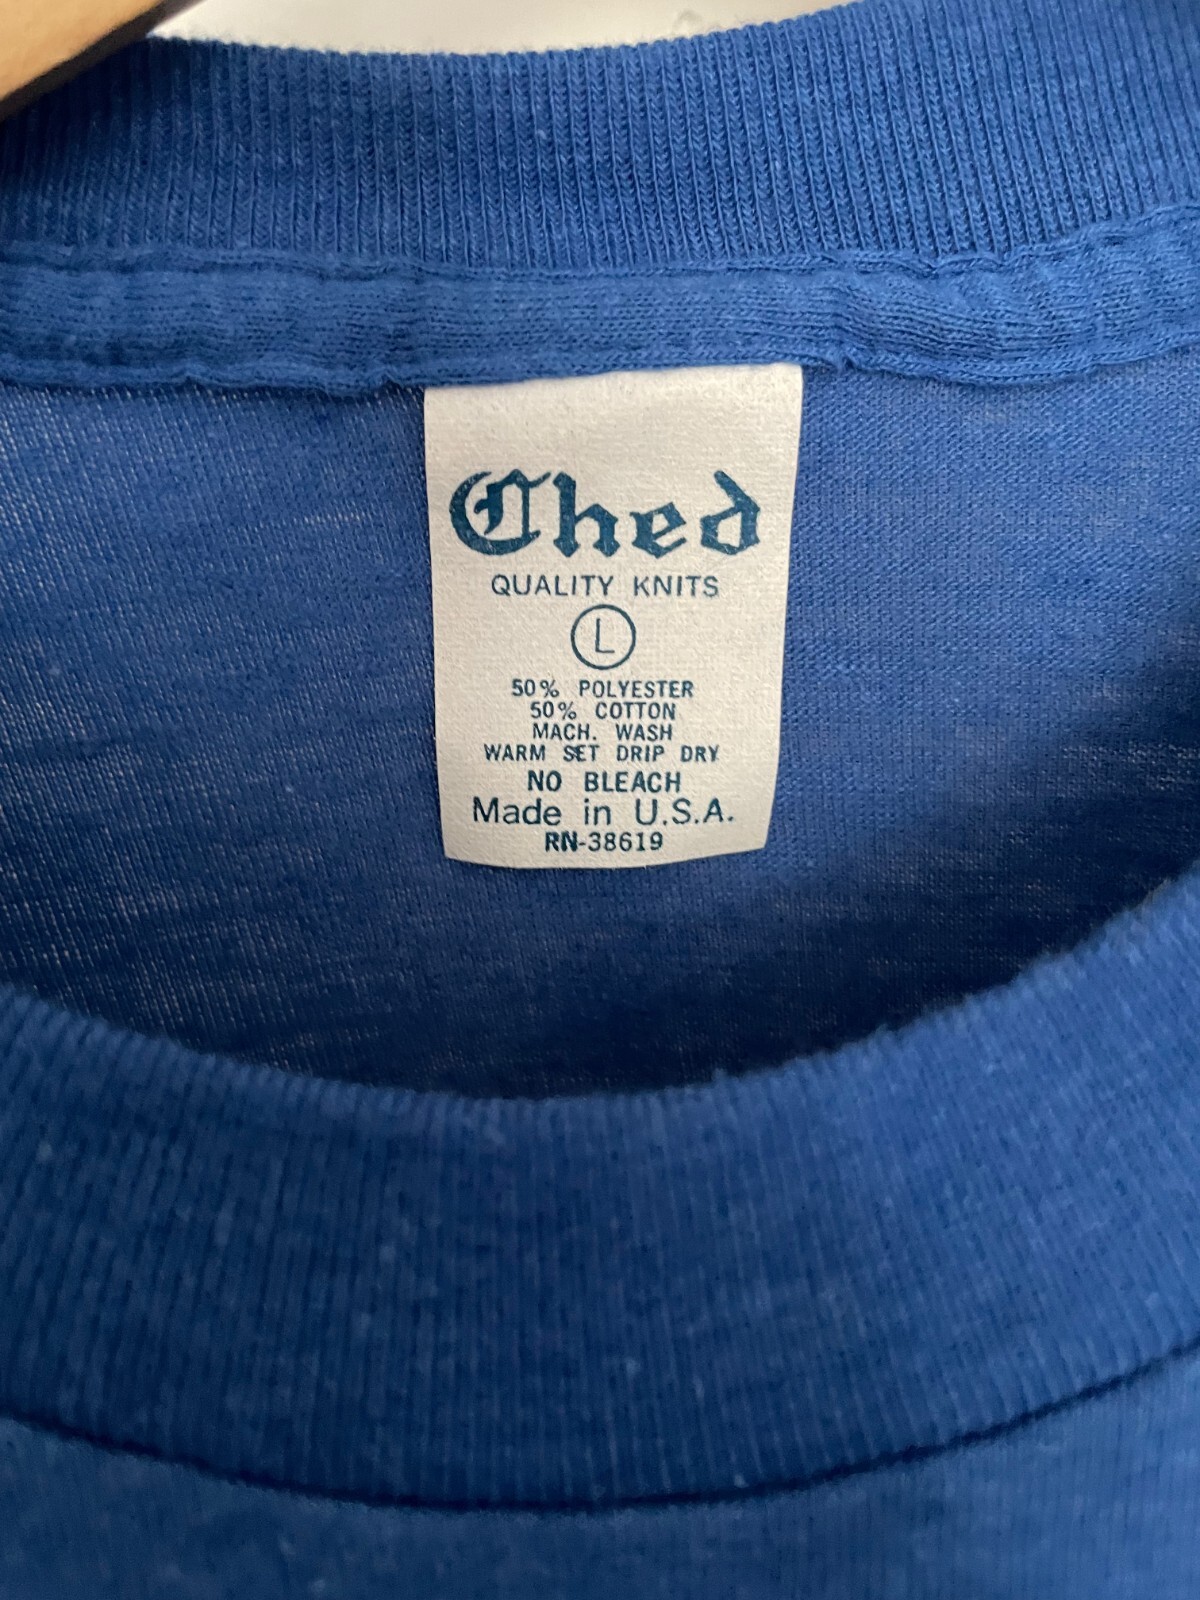 Ched
QUALITY KNITS
L
50% POLYESTER
50% COTTON
MACH. WASH
WARM SET DRIP DRY
NO BLEACH
Made in U.S.A.
RN-38619